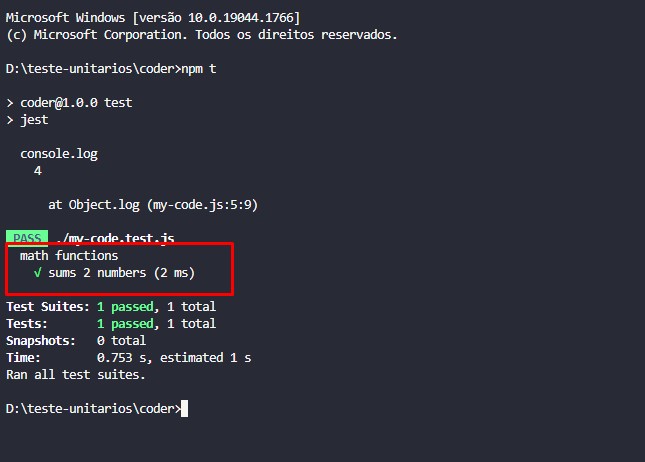 Microsoft Windows [versão 10.0.19044.1766]
(c) Microsoft Corporation. Todos os direitos reservados.
D:\teste-unitarios\coder>npm t
> coder@1.0.0 test
> jest
console.log
4
at Object.log (my-code.js:5:9)
PASS ./my-code.test.js
math functions
√ sums 2 numbers (2 ms)
Test Suites: 1 passed, 1 total
Tests: 1 passed, 1 total
Snapshots: 0 total
Time: 0.753 s, estimated 1 s
Ran all test suites.
D:\teste-unitarios\coder>